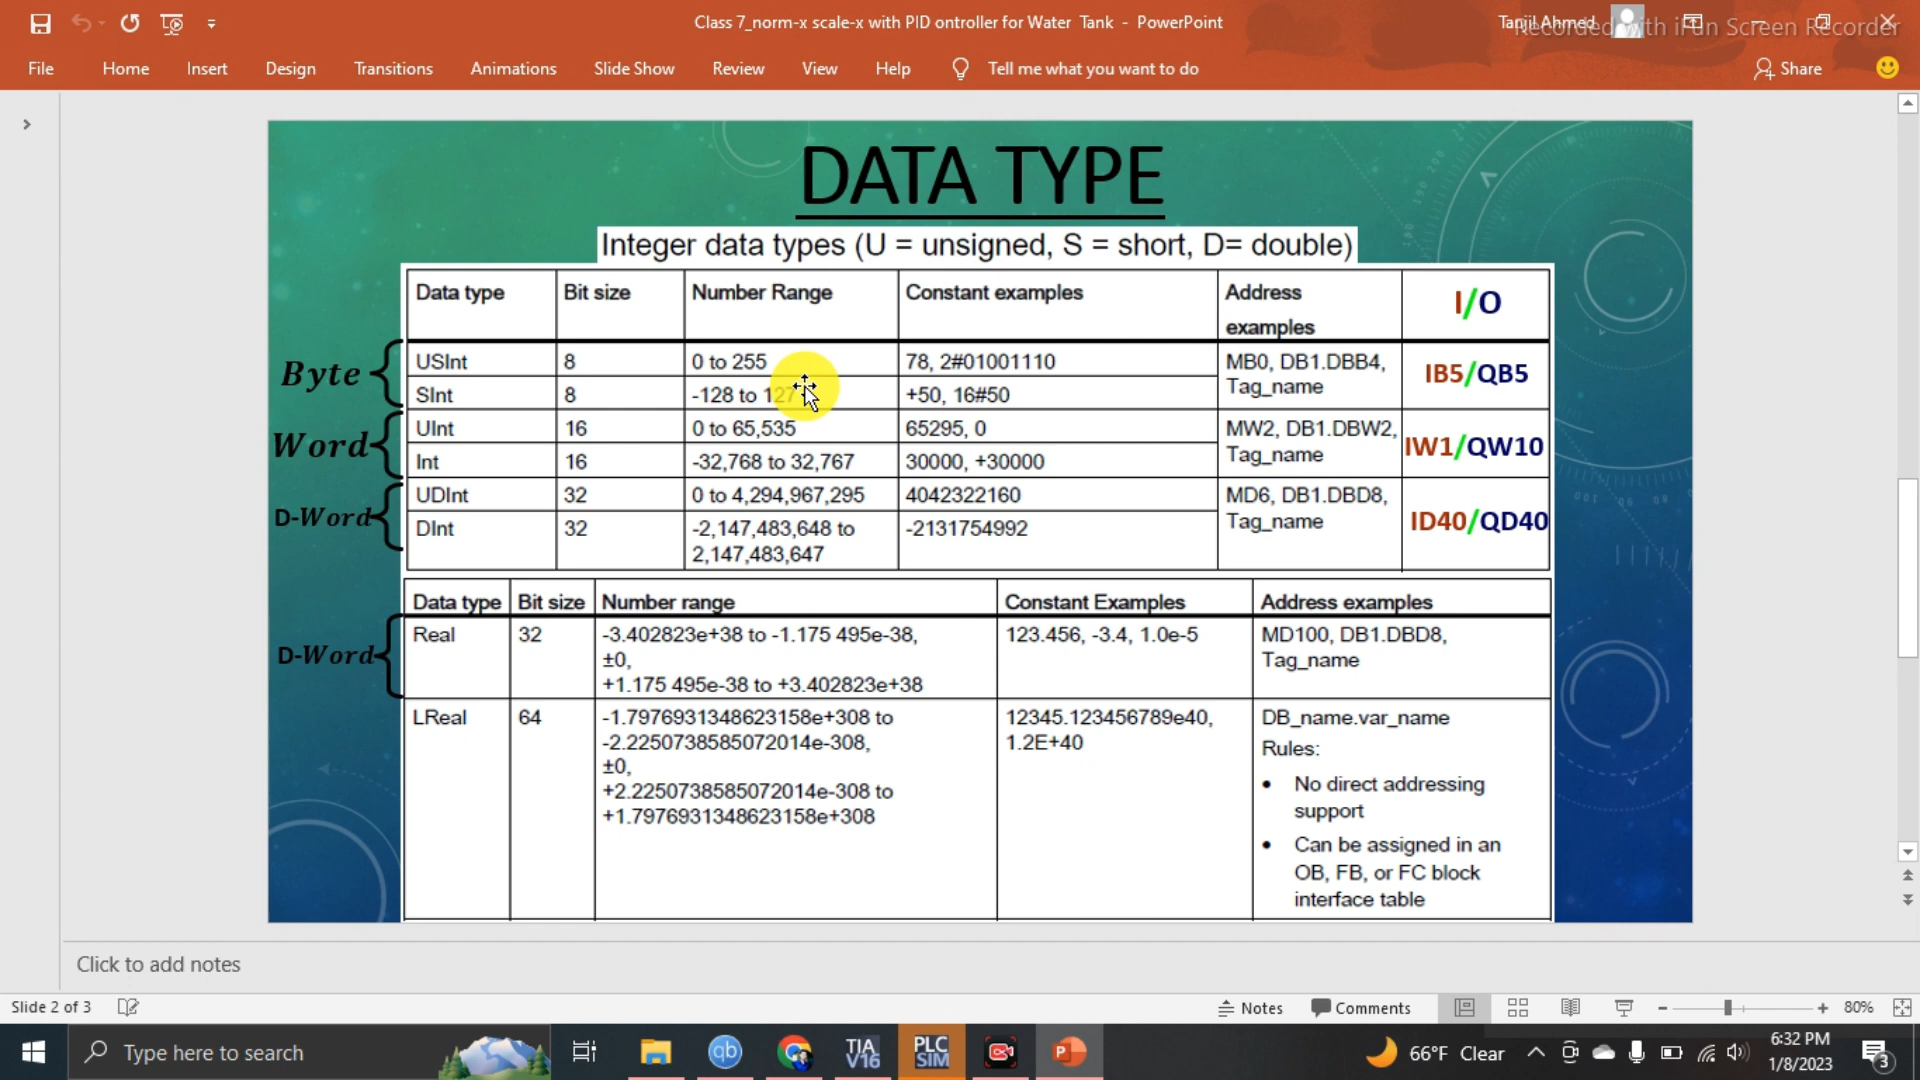 Class 7_norm-x scale-x with PID ontroller for Water Tank - PowerPoint
Tanjil Ahmed
Recorded with iFun Screen Recorder
File Home Insert Design Transitions Animations Slide Show Review View Help Tell me what you want to do Share
DATA TYPE
Integer data types (U = unsigned, S = short, D= double)
Data type Bit size Number Range Constant examples Address examples I/O
Byte
USInt 8 0 to 255 78, 2#01001110 MB0, DB1.DBB4, Tag_name IB5/QB5
SInt 8 -128 to 127 +50, 16#50
Word
UInt 16 0 to 65,535 65295, 0 MW2, DB1.DBW2, Tag_name IW1/QW10
Int 16 -32,768 to 32,767 30000, +30000
D-Word
UDInt 32 0 to 4,294,967,295 4042322160 MD6, DB1.DBD8, Tag_name ID40/QD40
DInt 32 -2,147,483,648 to 2,147,483,647 -2131754992
Data type Bit size Number range Constant Examples Address examples
D-Word
Real 32 -3.402823e+38 to -1.175 495e-38, 123.456, -3.4, 1.0e-5 MD100, DB1.DBD8,
±0, Tag_name
+1.175 495e-38 to +3.402823e+38
LReal 64 -1.7976931348623158e+308 to 12345.123456789e40, DB_name.var_name
-2.2250738585072014e-308, 1.2E+40 Rules:
±0,
+2.2250738585072014e-308 to
+1.7976931348623158e+308
• No direct addressing
support
• Can be assigned in an
OB, FB, or FC block
interface table
Click to add notes
Slide 2 of 3 Notes Comments 80%
Type here to search
TIA V16
PLC SIM
66°F Clear
6:32 PM
1/8/2023
3